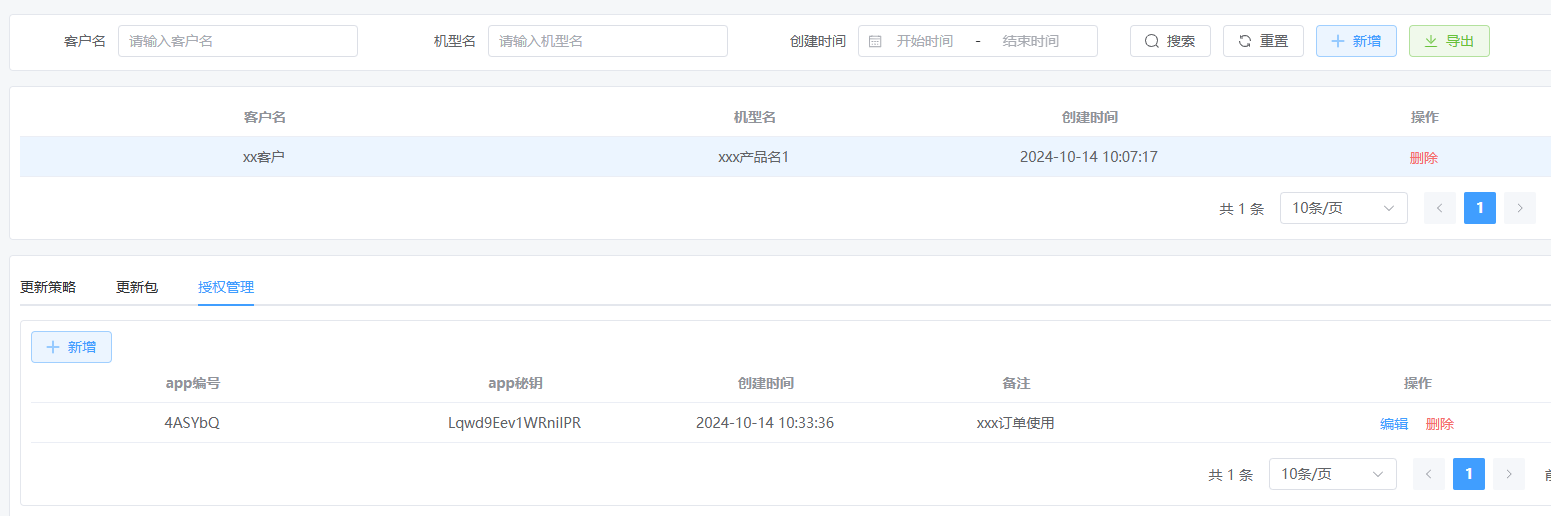 客户名 请输入客户名 机型名 请输入机型名 创建时间 开始时间 - 结束时间 搜索 重置 新增 导出
客户名 机型名 创建时间 操作
xx客户 xxx产品名1 2024-10-14 10:07:17 删除
共 1 条 10条/页 1
更新策略 更新包 授权管理
新增
app编号 app秘钥 创建时间 备注 操作
4ASYbQ Lqwd9Eev1WRniIPR 2024-10-14 10:33:36 xxx订单使用 编辑 删除
共 1 条 10条/页 1